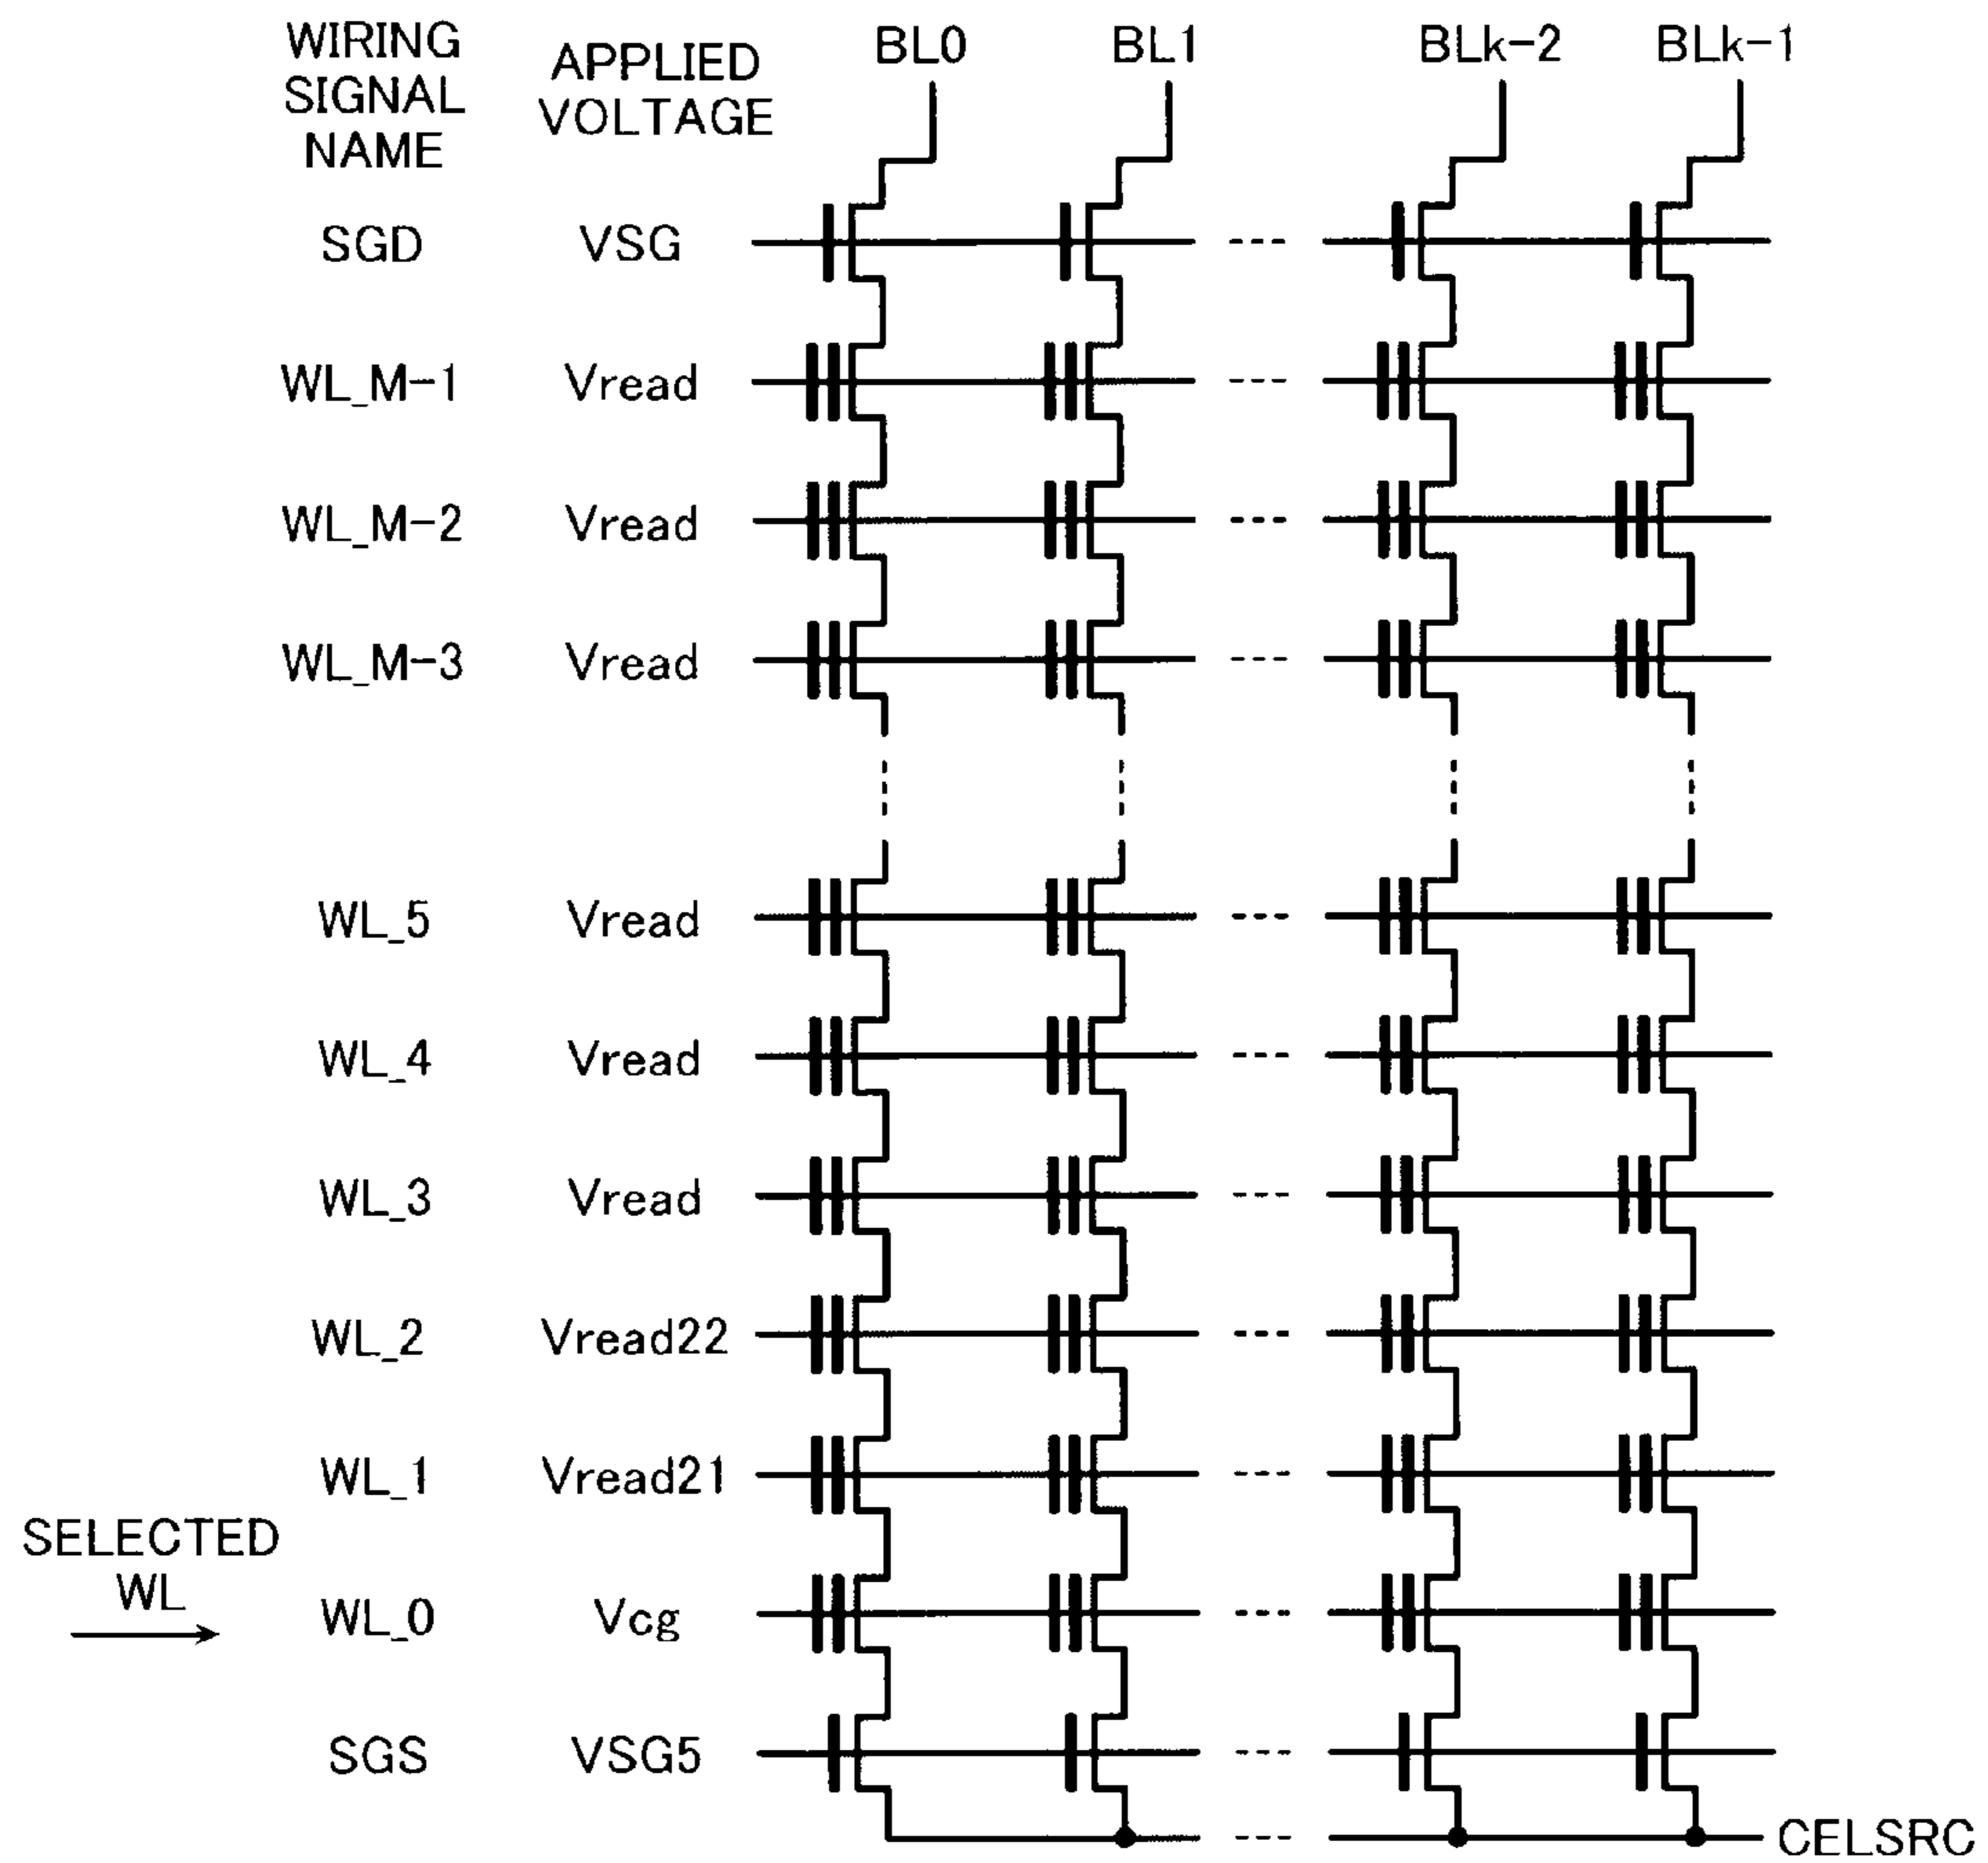 WIRING
SIGNAL
NAME
APPLIED
VOLTAGE
BL0 BL1 BLk-2 BLk-1
SGD VSG
WL_M-1 Vread
WL_M-2 Vread
WL_M-3 Vread
WL_5 Vread
WL_4 Vread
WL_3 Vread
WL_2 Vread22
WL_1 Vread21
SELECTED
WL
WL_0 Vcg
SGS VSG5
CELSRC